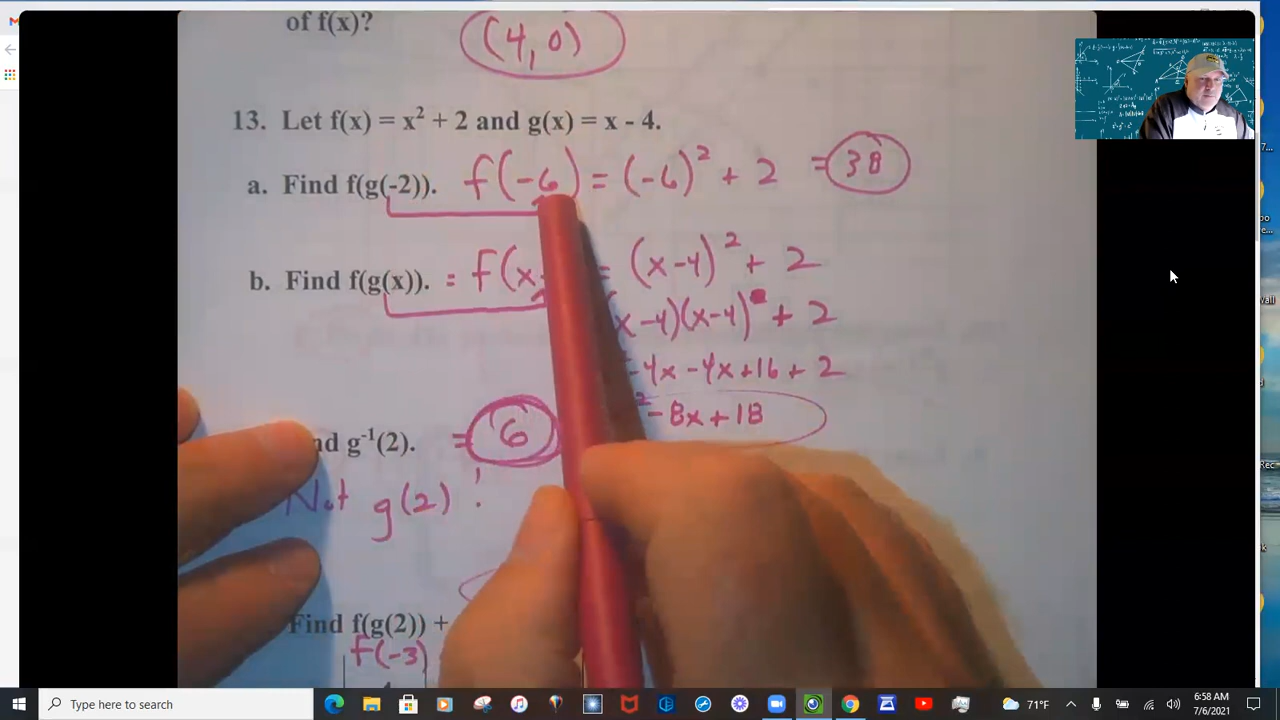 of f(x)?
(4, 0)
13. Let f(x) = x² + 2 and g(x) = x - 4.
a. Find f(g(-2)). f(-6) = (-6)² + 2 = 38
b. Find f(g(x)). = f(x = (x-4)² + 2
x-4)(x-4) + 2
-4x -4x +16 + 2
² -8x + 18
nd g⁻¹(2). = 6
Not g(2) !
Find f(g(2)) +
f(-3)
Type here to search
71°F
6:58 AM
7/6/2021
Rec